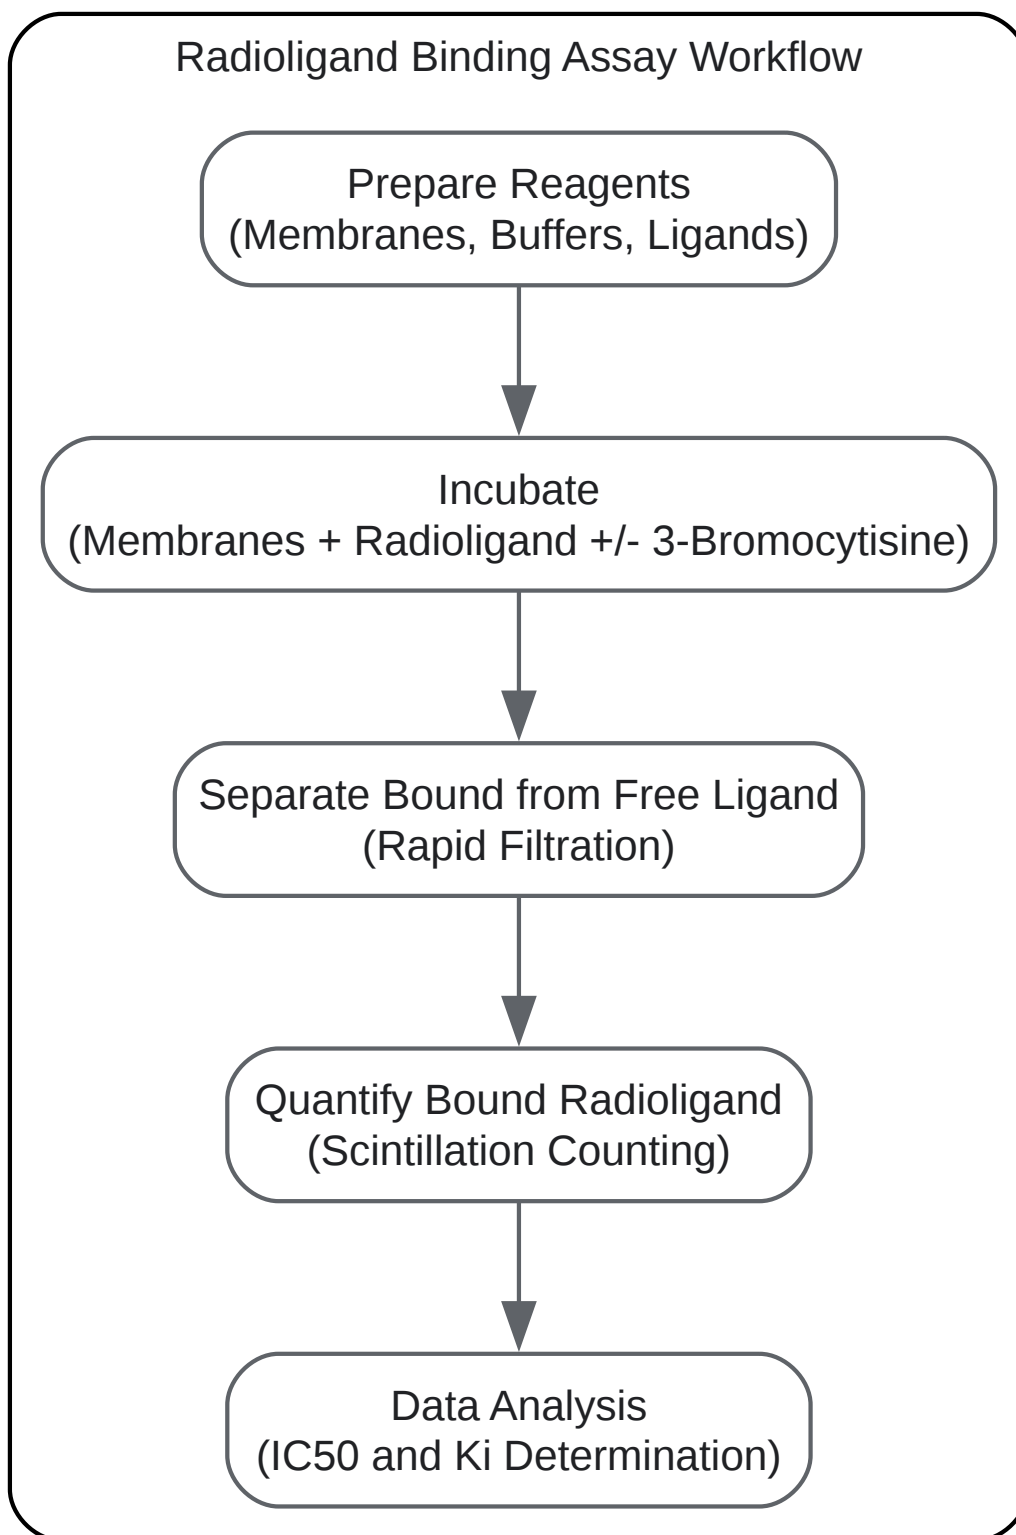 Radioligand Binding Assay Workflow
Prepare Reagents
(Membranes, Buffers, Ligands)
Incubate
(Membranes + Radioligand +/- 3-Bromocytisine)
Separate Bound from Free Ligand
(Rapid Filtration)
Quantify Bound Radioligand
(Scintillation Counting)
Data Analysis
(IC50 and Ki Determination)